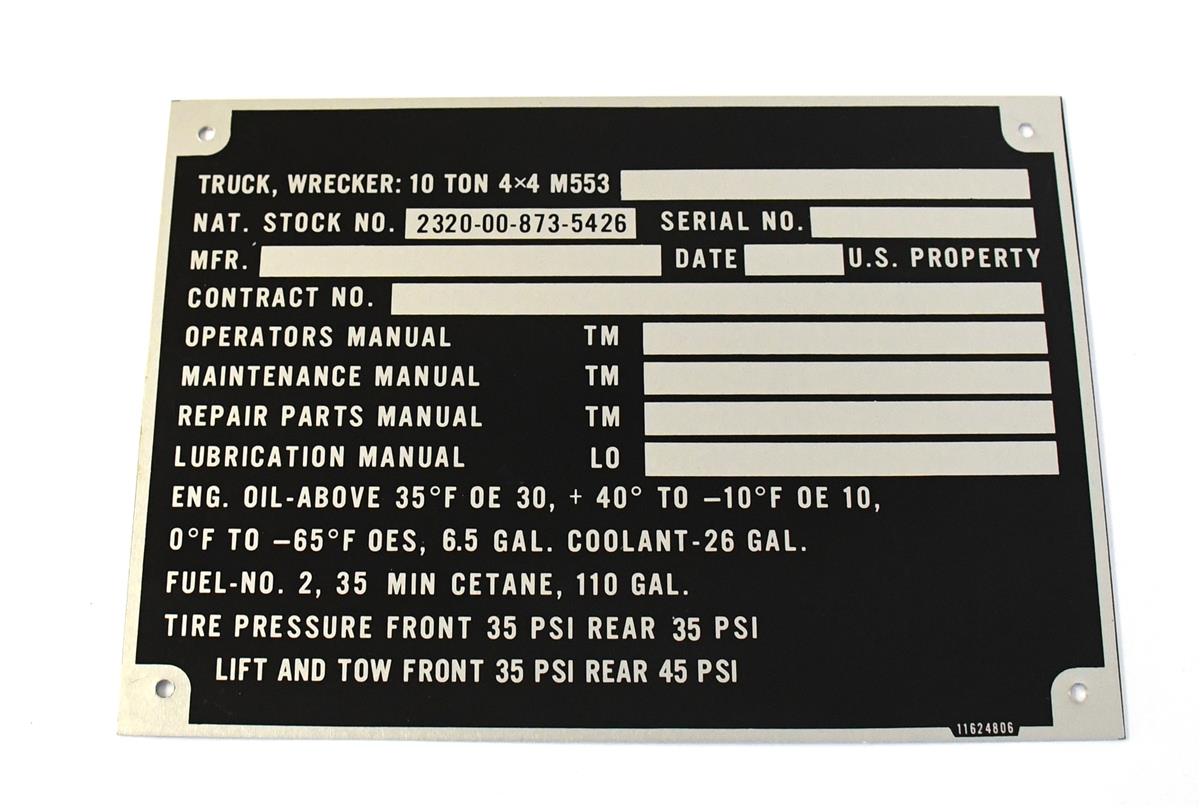 TRUCK, WRECKER: 10 TON 4×4 M553
NAT. STOCK NO. 2320-00-873-5426 SERIAL NO.
MFR. DATE U.S. PROPERTY
CONTRACT NO.
OPERATORS MANUAL TM
MAINTENANCE MANUAL TM
REPAIR PARTS MANUAL TM
LUBRICATION MANUAL LO
ENG. OIL-ABOVE 35°F OE 30, + 40° TO –10°F OE 10,
0°F TO –65°F OES, 6.5 GAL. COOLANT-26 GAL.
FUEL-NO. 2, 35 MIN CETANE, 110 GAL.
TIRE PRESSURE FRONT 35 PSI REAR 35 PSI
LIFT AND TOW FRONT 35 PSI REAR 45 PSI
11624806